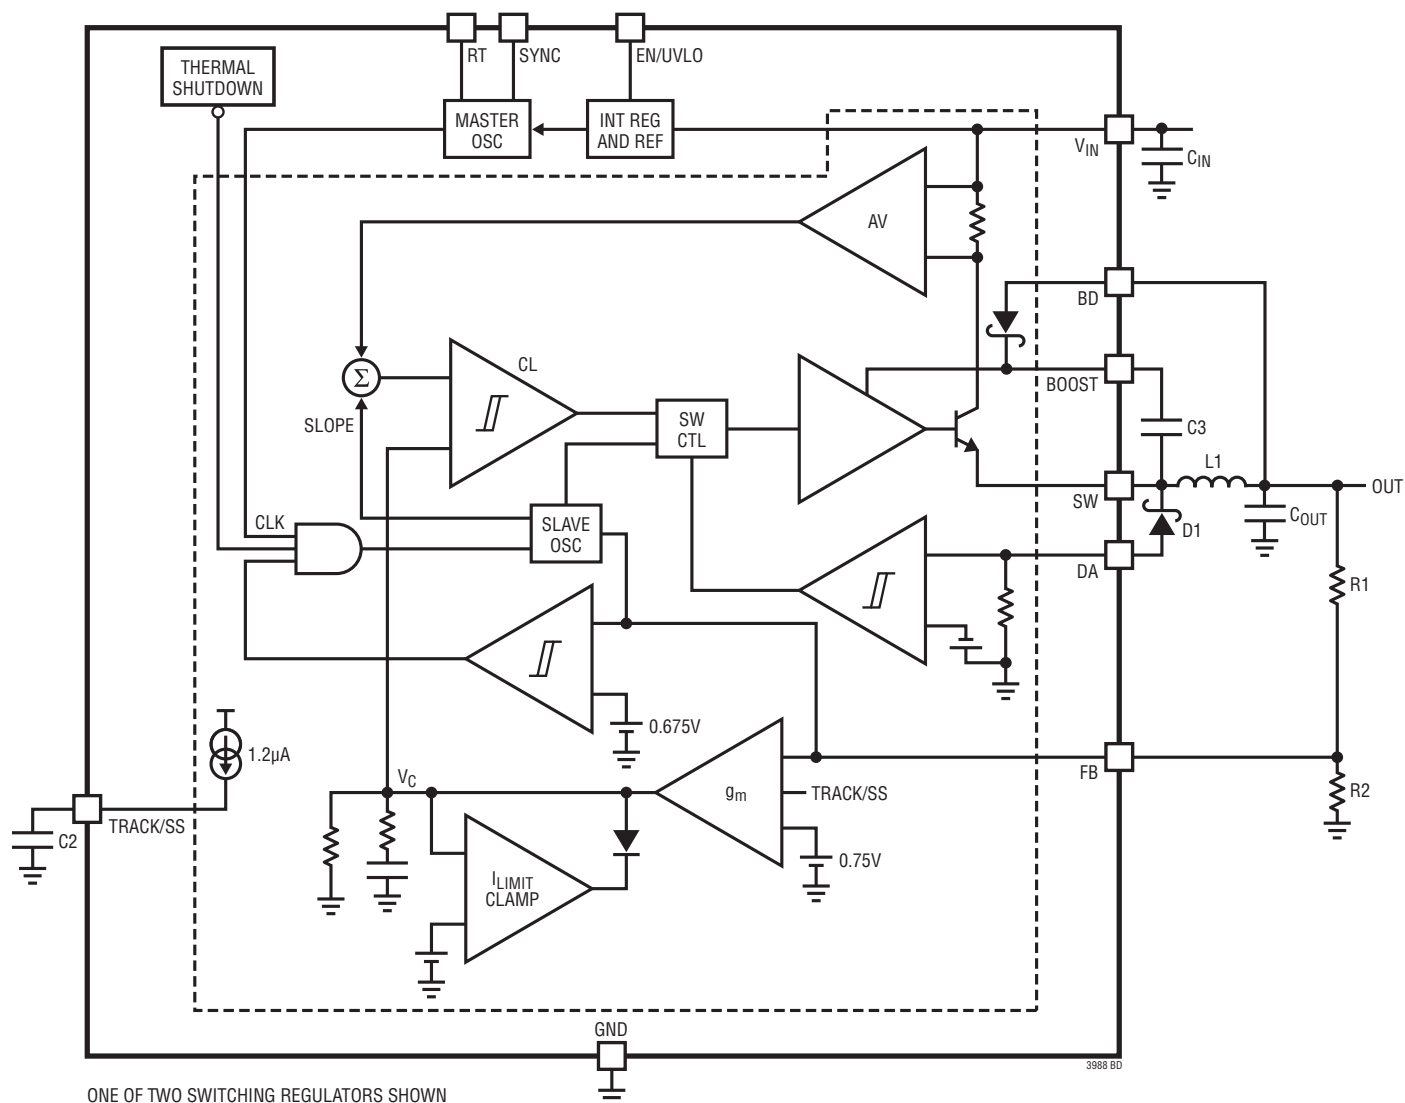 RT
SYNC
EN/UVLO
THERMAL
SHUTDOWN
MASTER
OSC
INT REG
AND REF
VIN
CIN
AV
BD
CL
Σ
SLOPE
BOOST
SW
CTL
C3
L1
SW
OUT
CLK
SLAVE
OSC
D1
COUT
DA
R1
0.675V
1.2µA
VC
gm
TRACK/SS
FB
R2
TRACK/SS
C2
0.75V
ILIMIT
CLAMP
GND
3988 BD
ONE OF TWO SWITCHING REGULATORS SHOWN